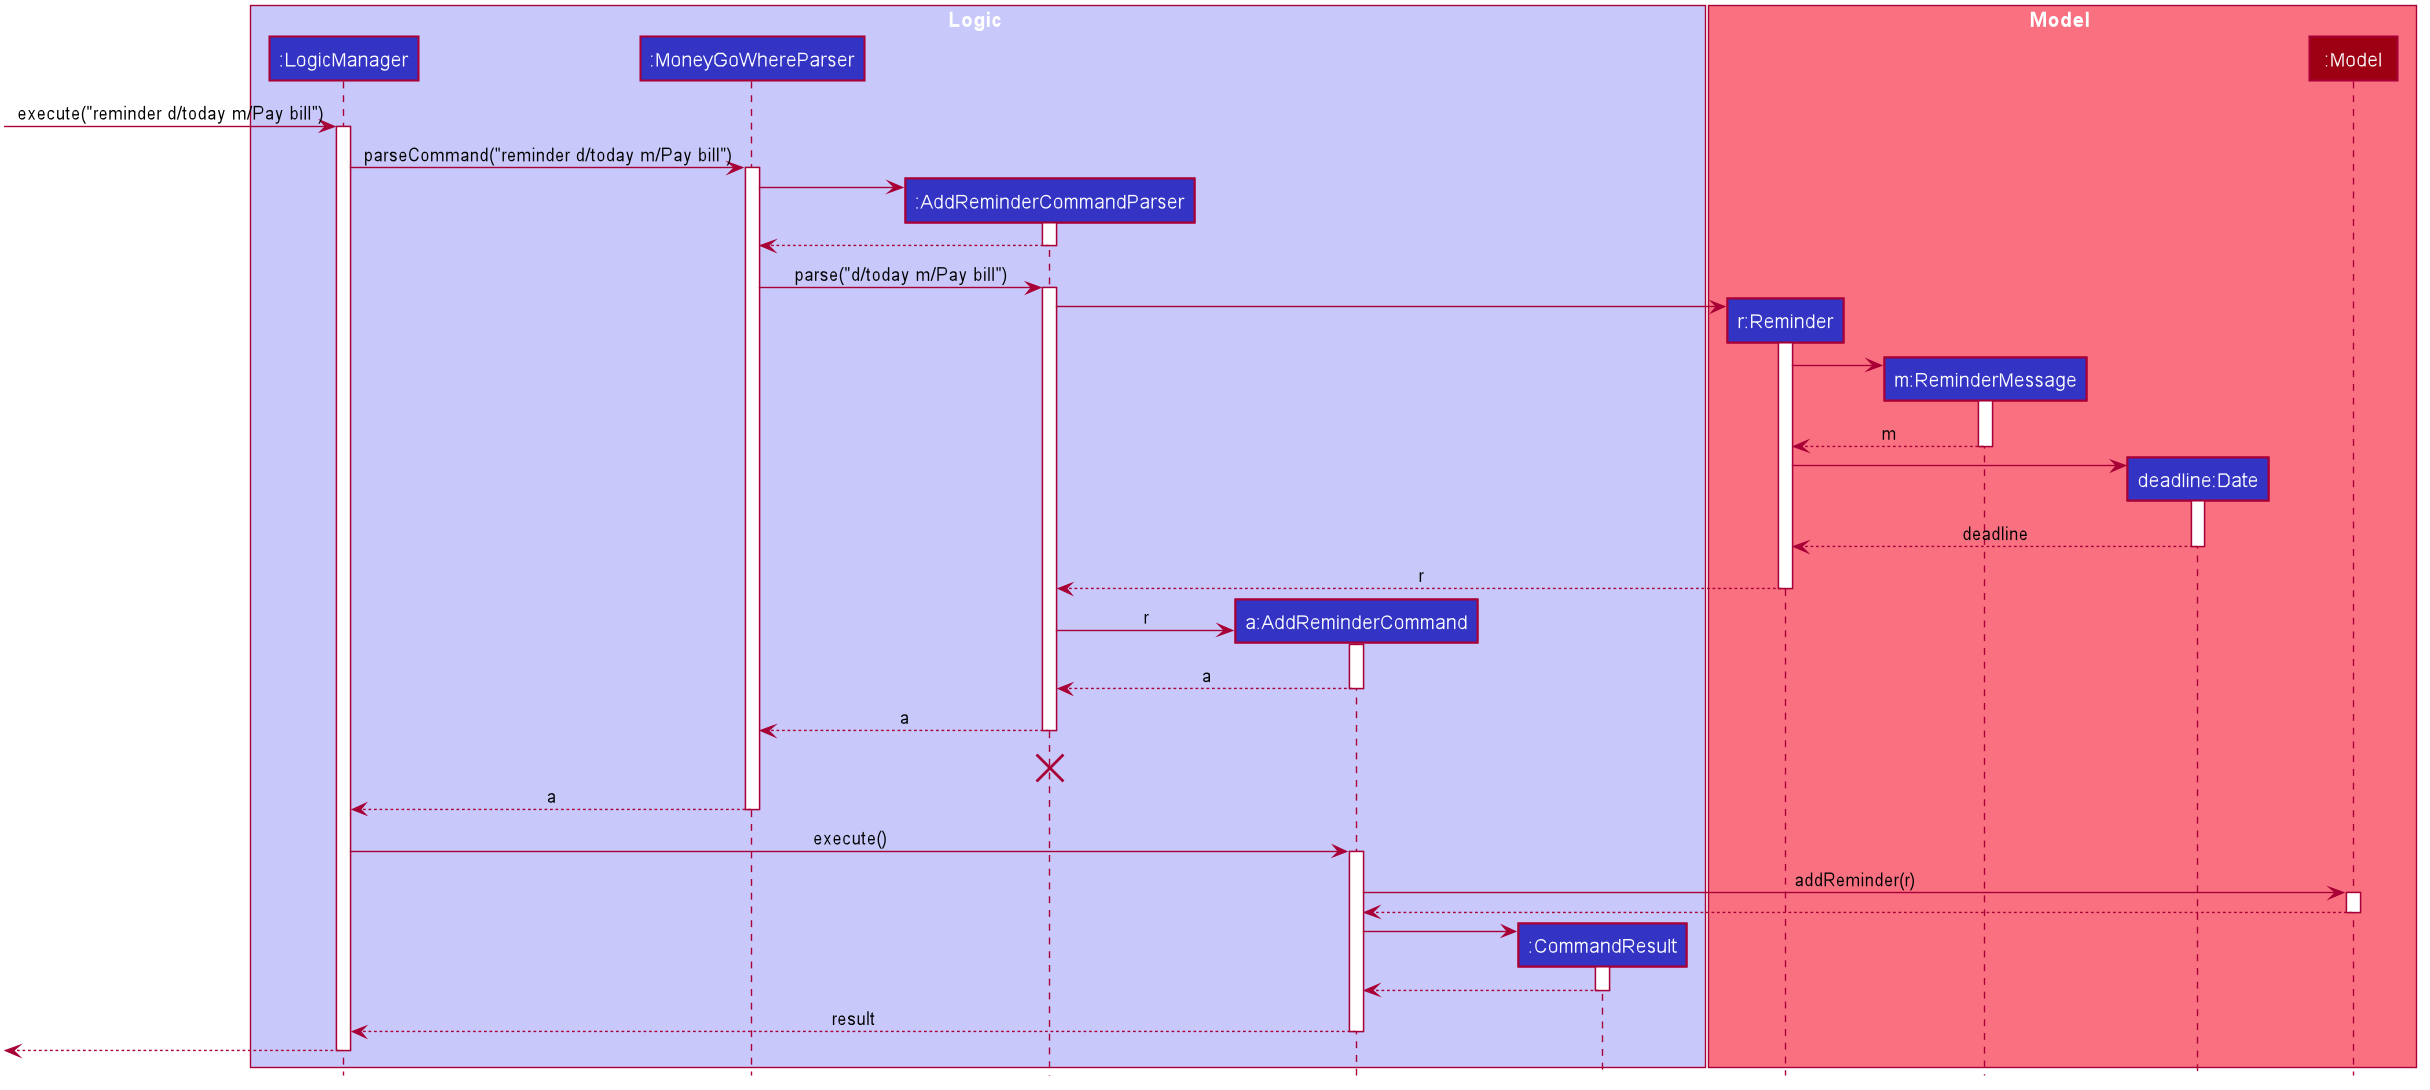 Logic
Model
:LogicManager
:MoneyGoWhereParser
:Model
execute("reminder d/today m/Pay bill")
parseCommand("reminder d/today m/Pay bill")
:AddReminderCommandParser
parse("d/today m/Pay bill")
r:Reminder
m:ReminderMessage
m
deadline:Date
deadline
r
r
a:AddReminderCommand
a
a
a
execute()
addReminder(r)
:CommandResult
result